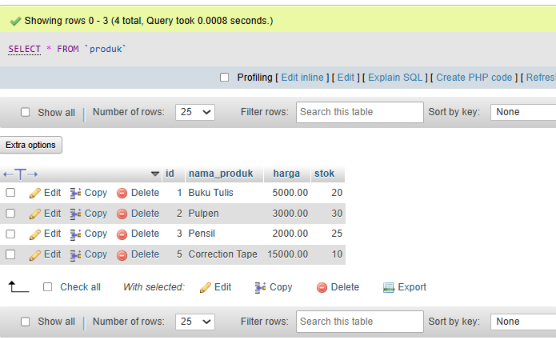 Showing rows 0 - 3 (4 total, Query took 0.0008 seconds.)
SELECT * FROM `produk`
Profiling [ Edit inline ] [ Edit ] [ Explain SQL ] [ Create PHP code ] [ Refres
Show all Number of rows: 25 Filter rows: Search this table Sort by key: None
Extra options
id nama_produk harga stok
Edit Copy Delete 1 Buku Tulis 5000.00 20
Edit Copy Delete 2 Pulpen 3000.00 30
Edit Copy Delete 3 Pensil 2000.00 25
Edit Copy Delete 5 Correction Tape 15000.00 10
Check all With selected: Edit Copy Delete Export
Show all Number of rows: 25 Filter rows: Search this table Sort by key: None